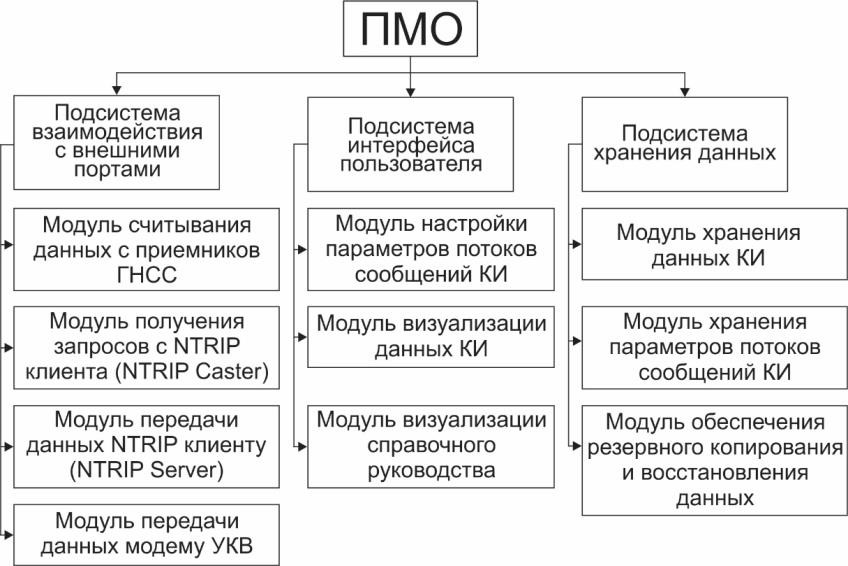 ПМО
Подсистема
взаимодействия
с внешними
портами
Модуль считывания
данных с приемников
ГНСС
Модуль получения
запросов с NTRIP
клиента (NTRIP Caster)
Модуль передачи
данных NTRIP клиенту
(NTRIP Server)
Модуль передачи
данных модему УКВ
Подсистема
интерфейса
пользователя
Модуль настройки
параметров потоков
сообщений КИ
Модуль визуализации
данных КИ
Модуль визуализации
справочного
руководства
Подсистема
хранения данных
Модуль хранения
данных КИ
Модуль хранения
параметров потоков
сообщений КИ
Модуль обеспечения
резервного копирования
и восстановления
данных